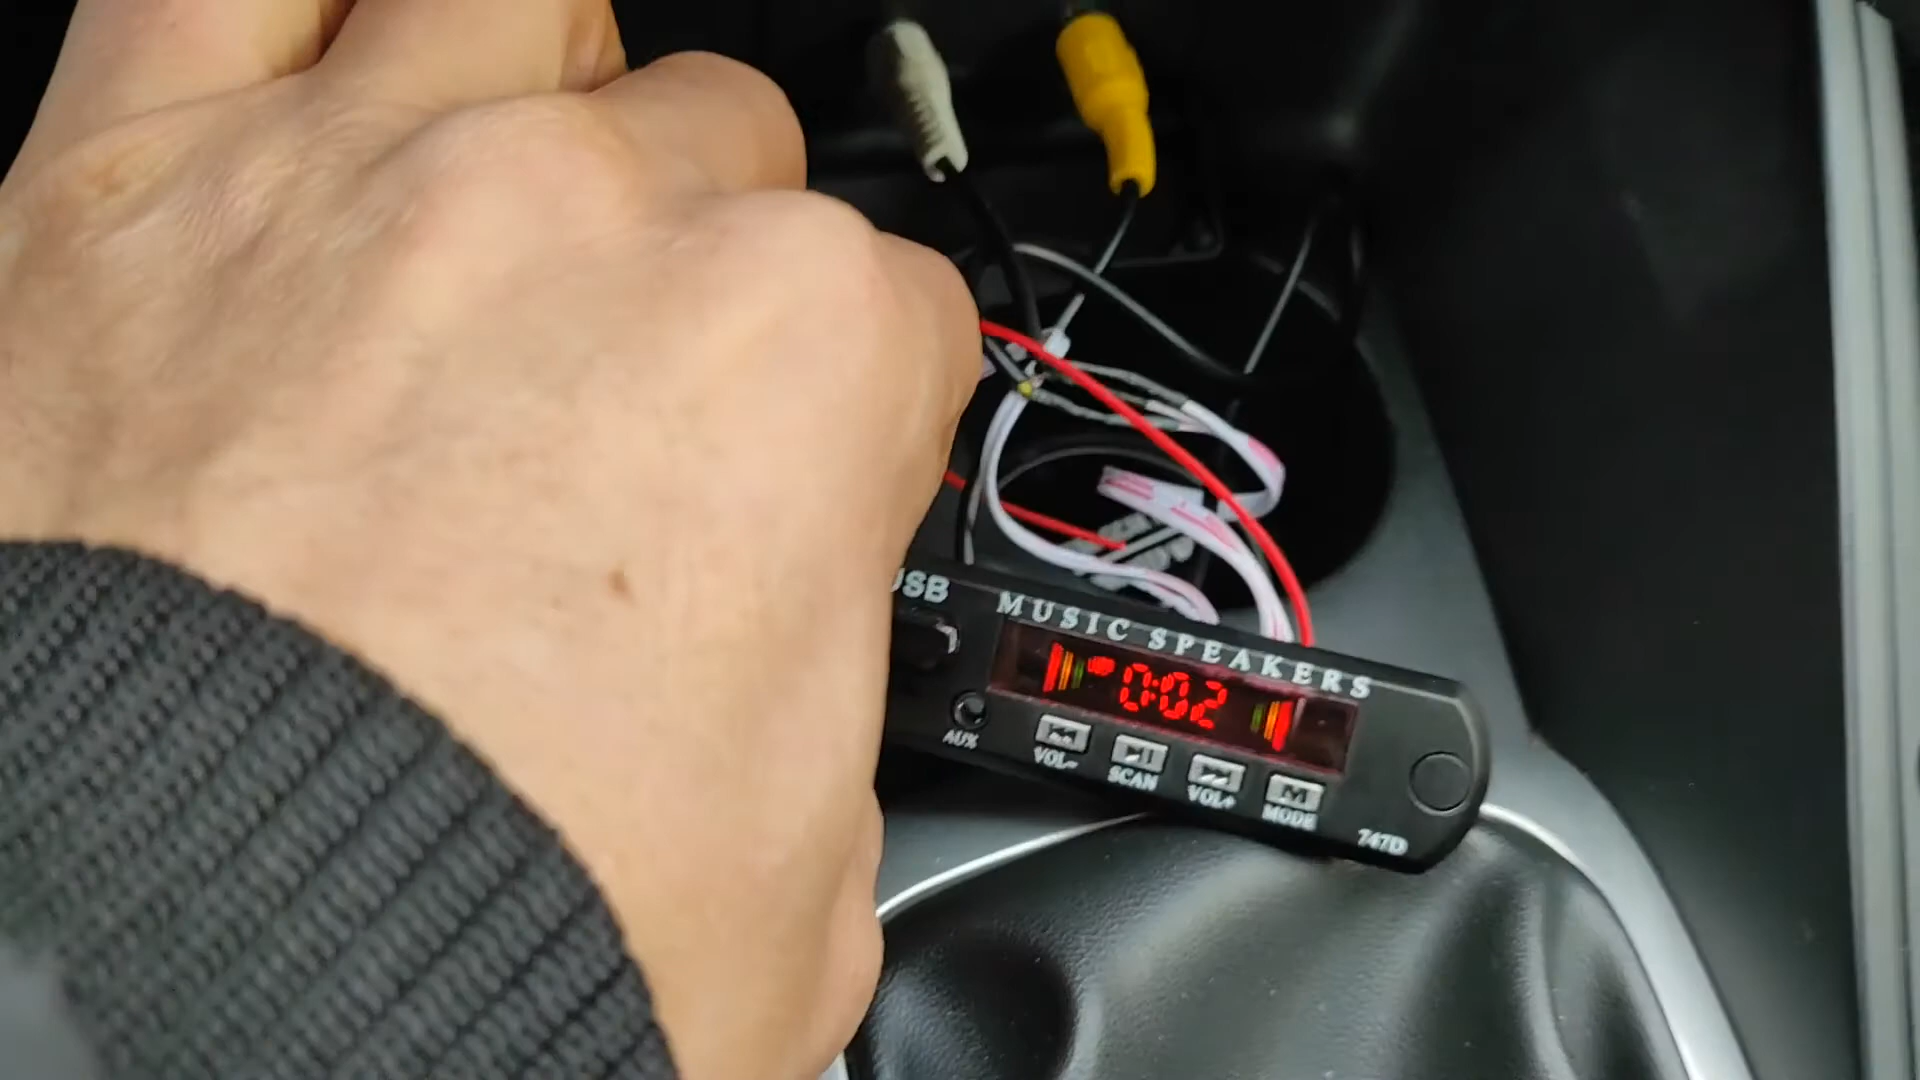 USB
MUSIC SPEAKERS
0:02
AUX
VOL-
SCAN
VOL+
M
MODE
747D